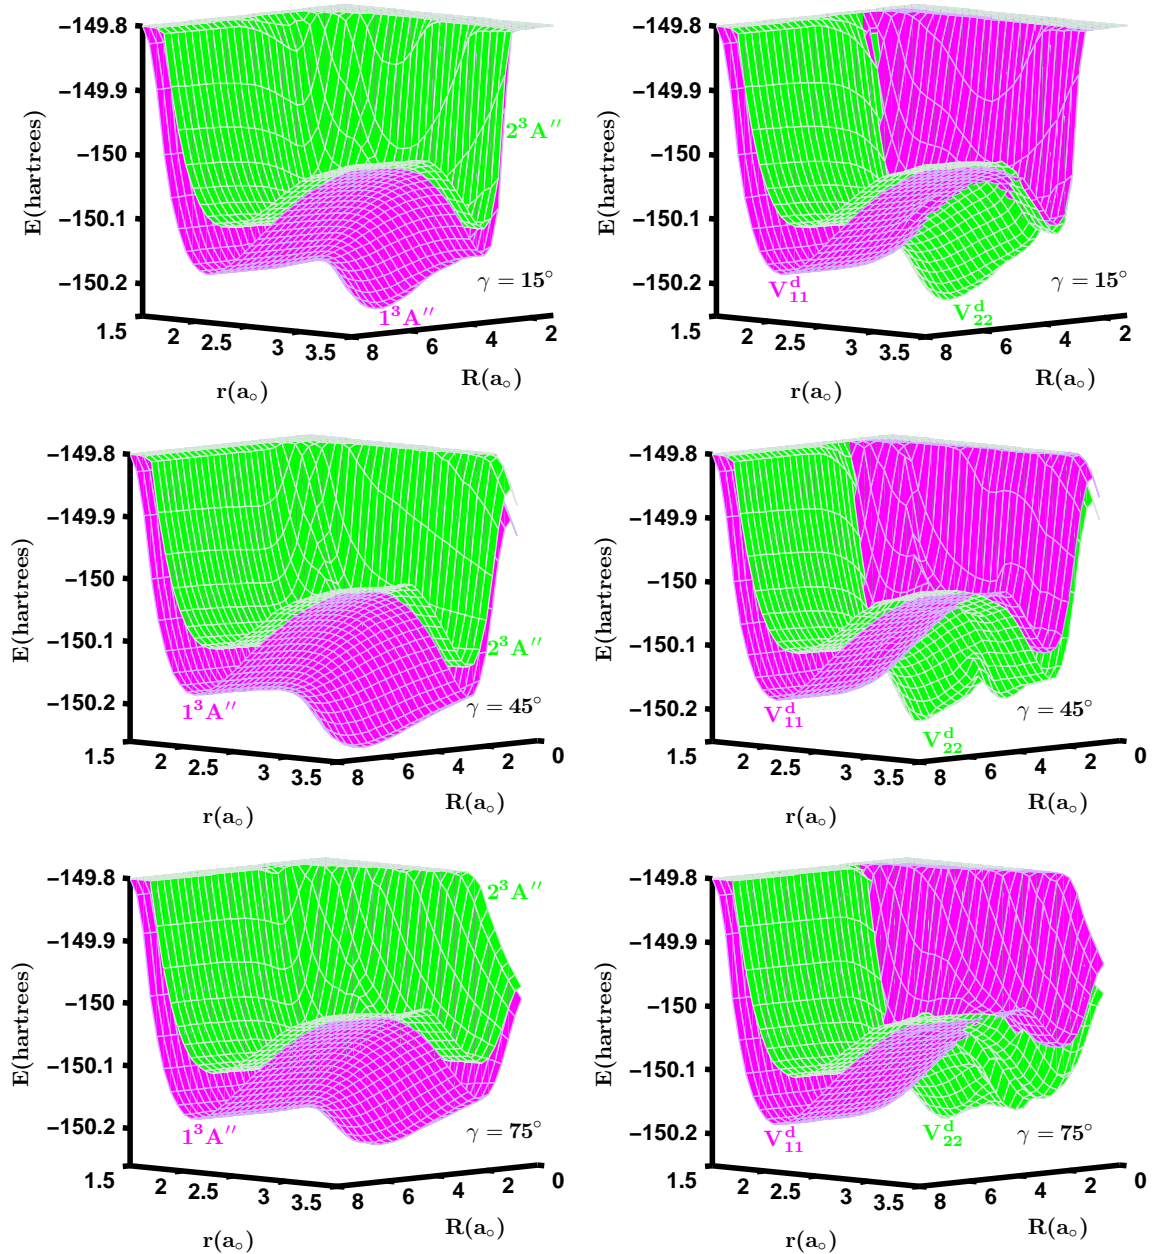 −149.8
−149.9
−150
−150.1
−150.2
E(hartrees)
1.5
2
2.5
3
3.5
r(a∘)
8
6
4
2
R(a∘)
2³A′′
1³A′′
γ = 15°
−149.8
−149.9
−150
−150.1
−150.2
E(hartrees)
1.5
2
2.5
3
3.5
r(a∘)
8
6
4
2
R(a∘)
V₁₁ᵈ
V₂₂ᵈ
γ = 15°
−149.8
−149.9
−150
−150.1
−150.2
E(hartrees)
1.5
2
2.5
3
3.5
r(a∘)
8
6
4
2
0
R(a∘)
2³A′′
1³A′′
γ = 45°
−149.8
−149.9
−150
−150.1
−150.2
E(hartrees)
1.5
2
2.5
3
3.5
r(a∘)
8
6
4
2
0
R(a∘)
V₁₁ᵈ
V₂₂ᵈ
γ = 45°
−149.8
−149.9
−150
−150.1
−150.2
E(hartrees)
1.5
2
2.5
3
3.5
r(a∘)
8
6
4
2
0
R(a∘)
2³A′′
1³A′′
γ = 75°
−149.8
−149.9
−150
−150.1
−150.2
E(hartrees)
1.5
2
2.5
3
3.5
r(a∘)
8
6
4
2
0
R(a∘)
V₁₁ᵈ
V₂₂ᵈ
γ = 75°